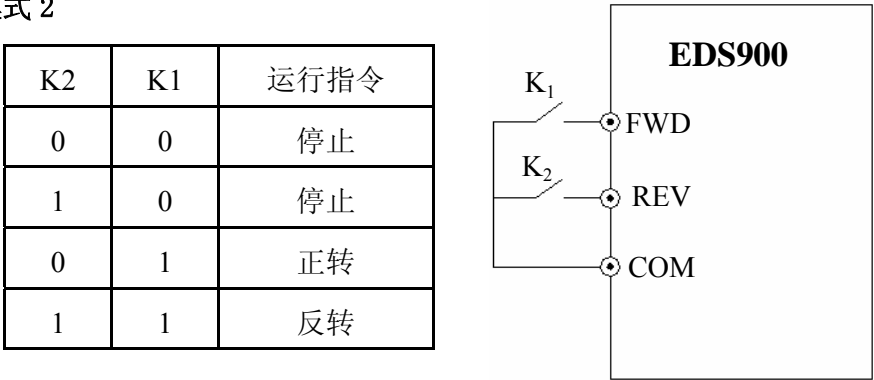 式 2
K2 K1 运行指令
0 0 停止
1 0 停止
0 1 正转
1 1 反转
EDS900
K1
FWD
K2
REV
COM